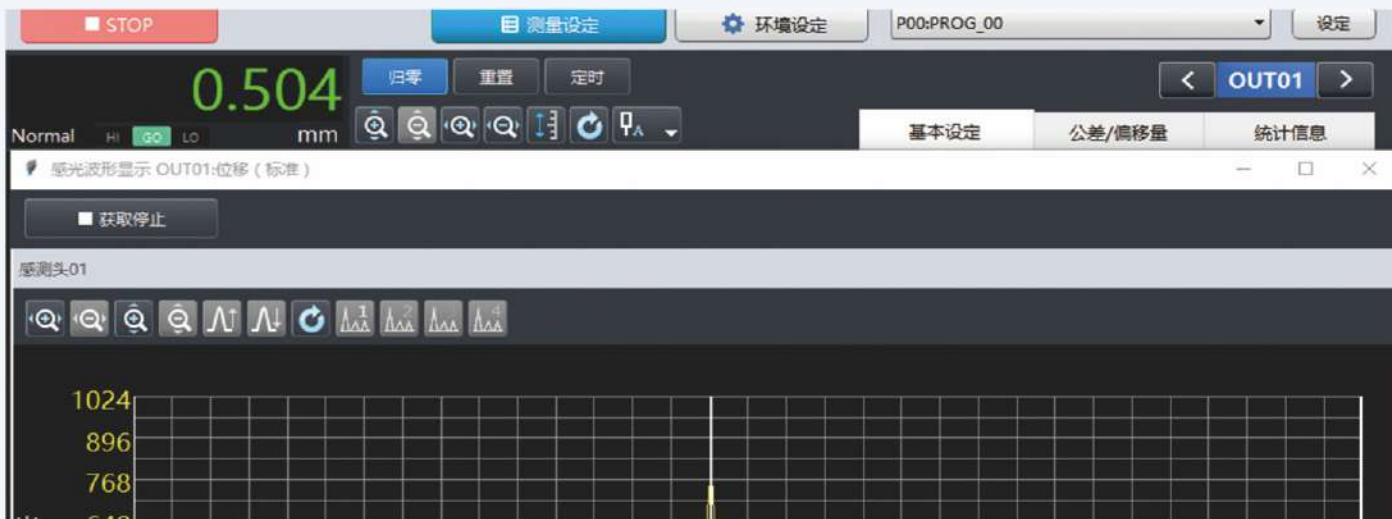 STOP 测量设定 环境设定 P00:PROG_00 设定
0.504 归零 重置 定时 < OUT01 >
Normal HI GO LO mm 基本设定 公差/偏移量 统计信息
感光波形显示 OUT01:位移（标准）
获取停止
感测头01
1 2 4
1024
896
768